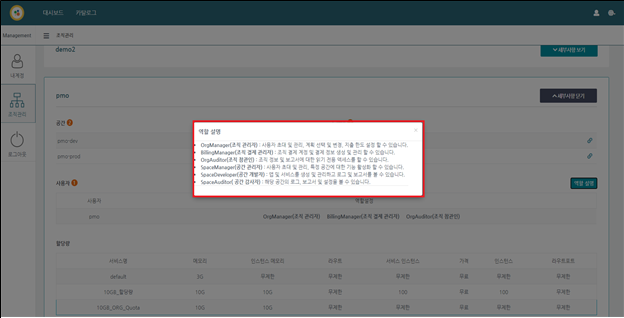 대시보드 카탈로그
Management 조직관리
demo2 세부사항 보기
내계정
pmo 세부사항 닫기
조직관리
공간
pmo-dev
pmo-prod
로그아웃
역할 설명
OrgManager(조직 관리자) : 사용자 초대 및 관리, 계획 선택 및 변경, 지출 한도 설정 할 수 있습니다.
BillingManager(조직 결제 관리자) : 조직 결제 계정 및 결제 정보 생성 및 관리 할 수 있습니다.
OrgAuditor(조직 참관인) : 조직 정보 및 보고서에 대한 읽기 전용 액세스를 할 수 있습니다.
SpaceManager(공간 관리자) : 사용자 초대 및 관리, 특정 공간에 대한 기능 활성화 할 수 있습니다.
SpaceDeveloper(공간 개발자) : 앱 및 서비스를 생성 및 관리하고 로그 및 보고서를 볼 수 있습니다.
SpaceAuditor( 공간 감사자) : 해당 공간의 로그, 보고서 및 설정을 볼 수 있습니다.
사용자 역할 설명
사용자 역할설정
pmo OrgManager(조직 관리자) BillingManager(조직 결제 관리자) OrgAuditor(조직 참관인)
할당량
서비스명 메모리 인스턴스 메모리 라우트 서비스 인스턴스 가격 인스턴스 라우트포트
default 5G 무제한 무제한 무제한 무료 무제한 무제한
10GB_할당량 10G 10G 무제한 100 무료 100 무제한
10GB_ORG_Quota 10G 10G 무제한 무제한 무료 무제한 무제한